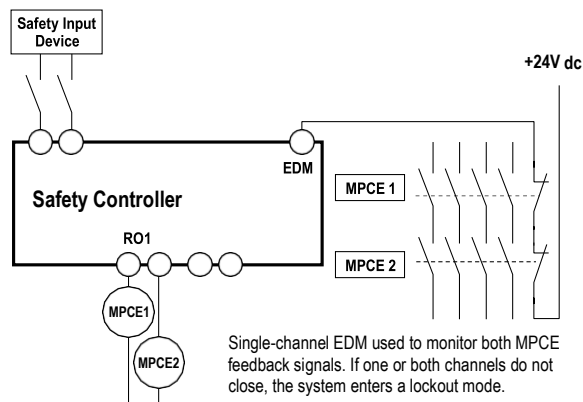 Safety Input
Device
+24V dc
EDM
Safety Controller
MPCE 1
RO1
MPCE 2
MPCE1
MPCE2
Single-channel EDM used to monitor both MPCE
feedback signals. If one or both channels do not
close, the system enters a lockout mode.